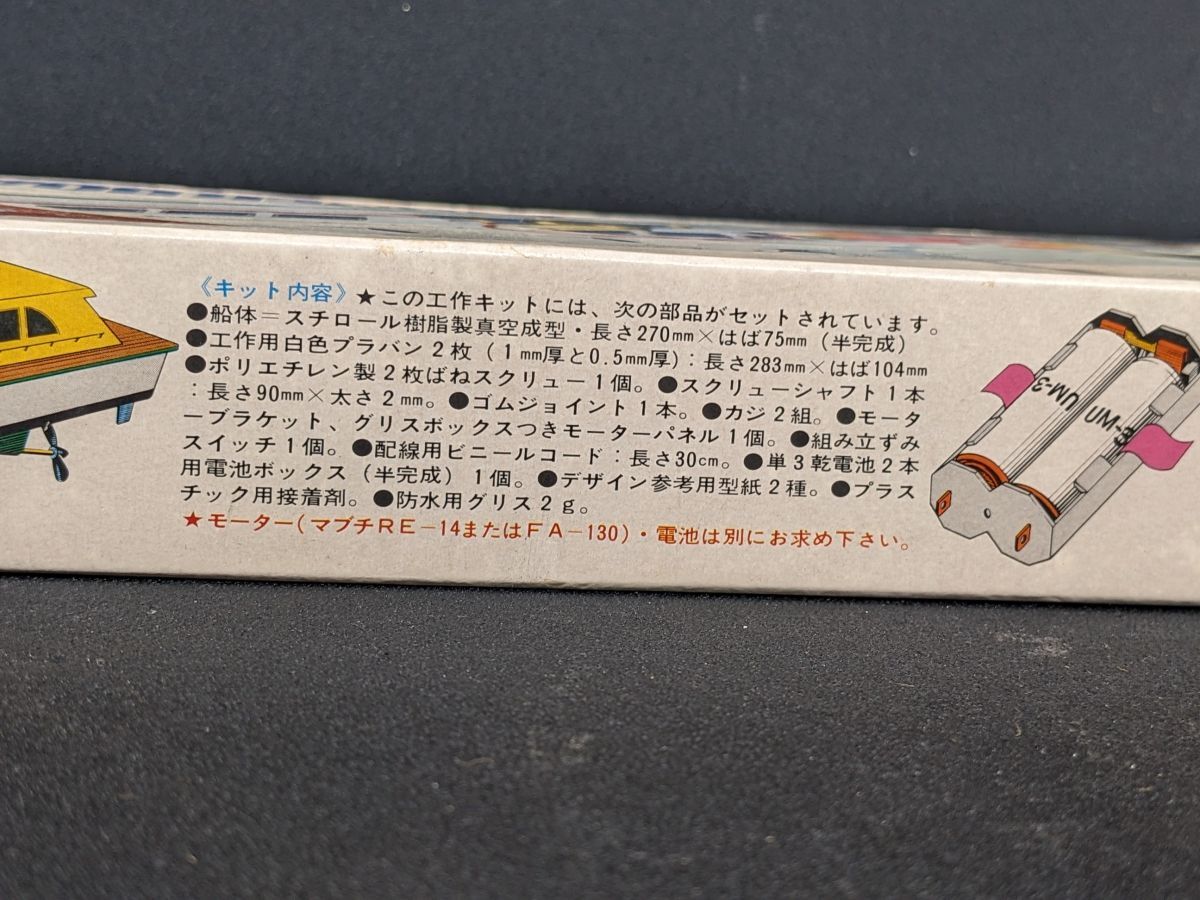 《キット内容》★この工作キットには、次の部品がセットされています。
●船体＝スチロール樹脂製真空成型・長さ270mm×はば75mm（半完成）
●工作用白色プラバン2枚（1mm厚と0.5mm厚）：長さ283mm×はば104mm
●ポリエチレン製2枚ばねスクリュー1個。●スクリューシャフト1本
：長さ90mm×太さ2mm。●ゴムジョイント1本。●カジ2組。●モータ
ーブラケット、グリスボックスつきモーターパネル1個。●組み立ずみ
スイッチ1個。●配線用ビニールコード：長さ30cm。●単3乾電池2本
用電池ボックス（半完成）1個。●デザイン参考用型紙2種。●プラス
チック用接着剤。●防水用グリス2g。
★モーター（マブチRE-14またはFA-130）・電池は別にお求め下さい。
UM-3
UM-3